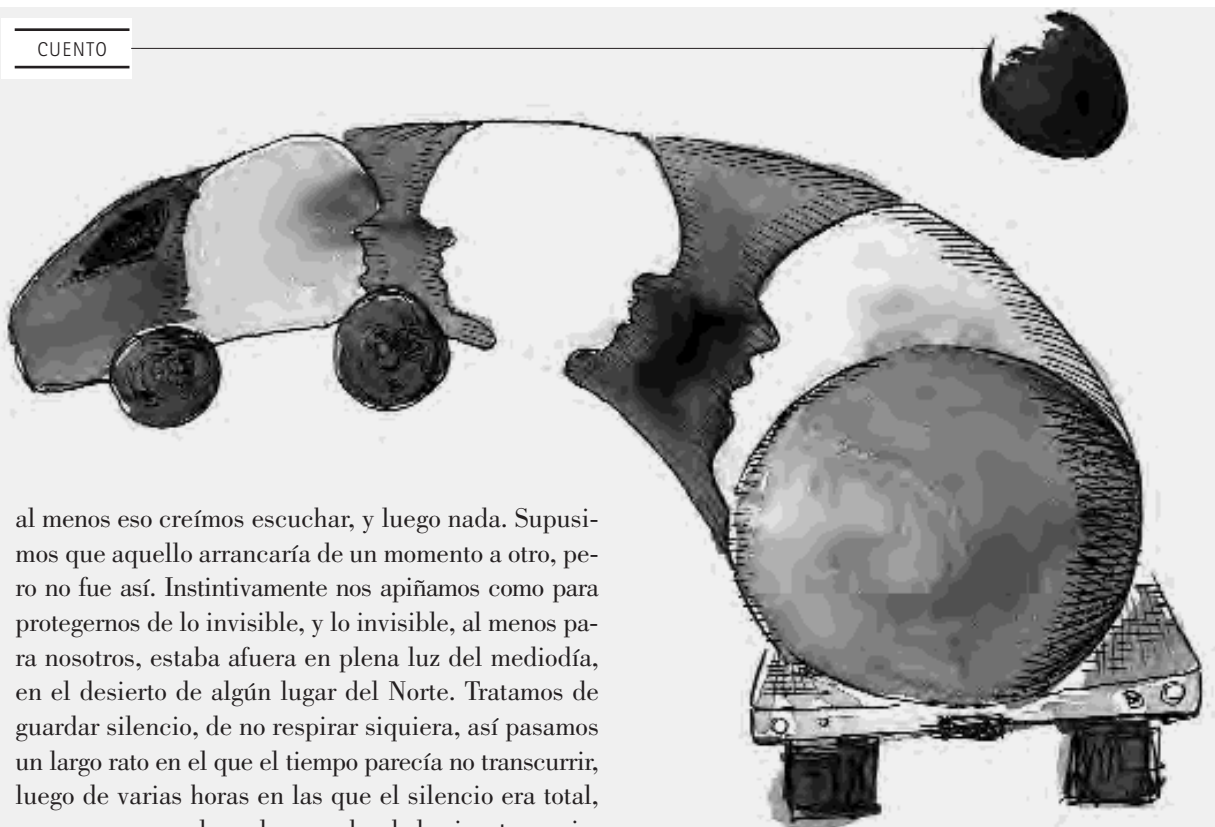 CUENTO
al menos eso creímos escuchar, y luego nada. Supusi-
mos que aquello arrancaría de un momento a otro, pe-
ro no fue así. Instintivamente nos apiñamos como para
protegernos de lo invisible, y lo invisible, al menos pa-
ra nosotros, estaba afuera en plena luz del mediodía,
en el desierto de algún lugar del Norte. Tratamos de
guardar silencio, de no respirar siquiera, así pasamos
un largo rato en el que el tiempo parecía no transcurrir,
luego de varias horas en las que el silencio era total,